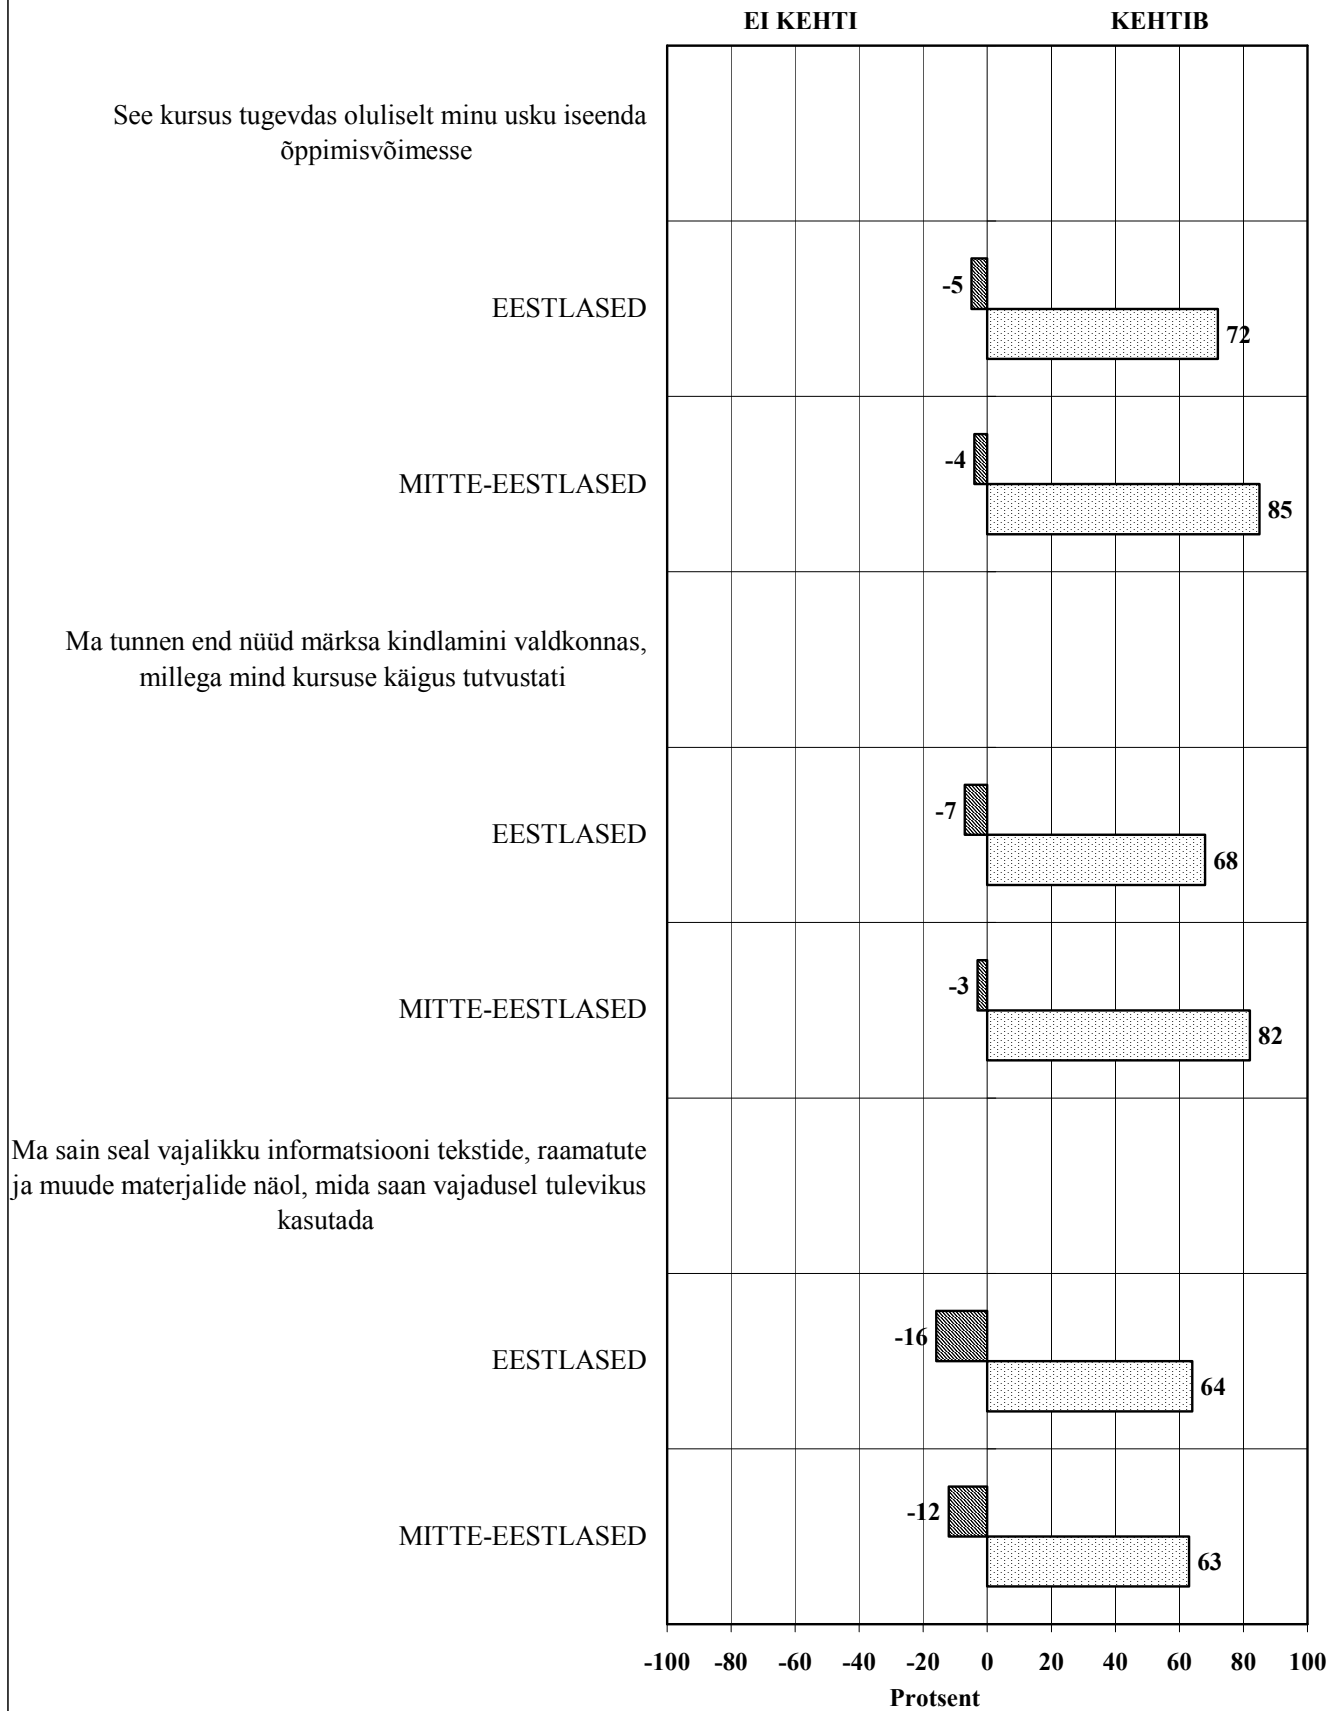 EI KEHTI KEHTIB
See kursus tugevdas oluliselt minu usku iseenda
õppimisvõimesse
-5
EESTLASED
72
-4
MITTE-EESTLASED
85
Ma tunnen end nüüd märksa kindlamini valdkonnas,
millega mind kursuse käigus tutvustati
-7
EESTLASED
68
-3
MITTE-EESTLASED
82
Ma sain seal vajalikku informatsiooni tekstide, raamatute
ja muude materjalide näol, mida saan vajadusel tulevikus
kasutada
-16
EESTLASED
64
-12
MITTE-EESTLASED
63
-100 -80 -60 -40 -20 0 20 40 60 80 100
Protsent